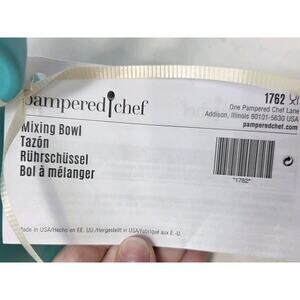 pampered chef
1762
One Pampered Chef Lane
Addison, Illinois 60101-5630 USA
pamperedchef.com
Mixing Bowl
Tazón
Rührschüssel
Bol à mélanger
"1762"
Made in USA/Hecho en EE. UU./Hergestellt in USA/Fabriqué aux É.-U.